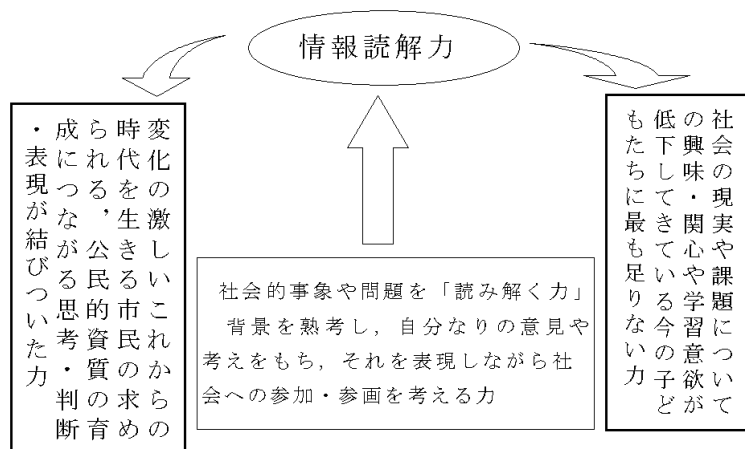 情報読解力
社会の現実や課題について
の興味・関心や学習意欲が
低下してきている今の子ど
もたちに最も足りない力
変化の激しいこれからの
時代を生きる市民の求め
られる，公民的資質の育
成につながる思考・判断
・表現が結びついた力
社会的事象や問題を「読み解く力」
背景を熟考し，自分なりの意見や
考えをもち，それを表現しながら社
会への参加・参画を考える力